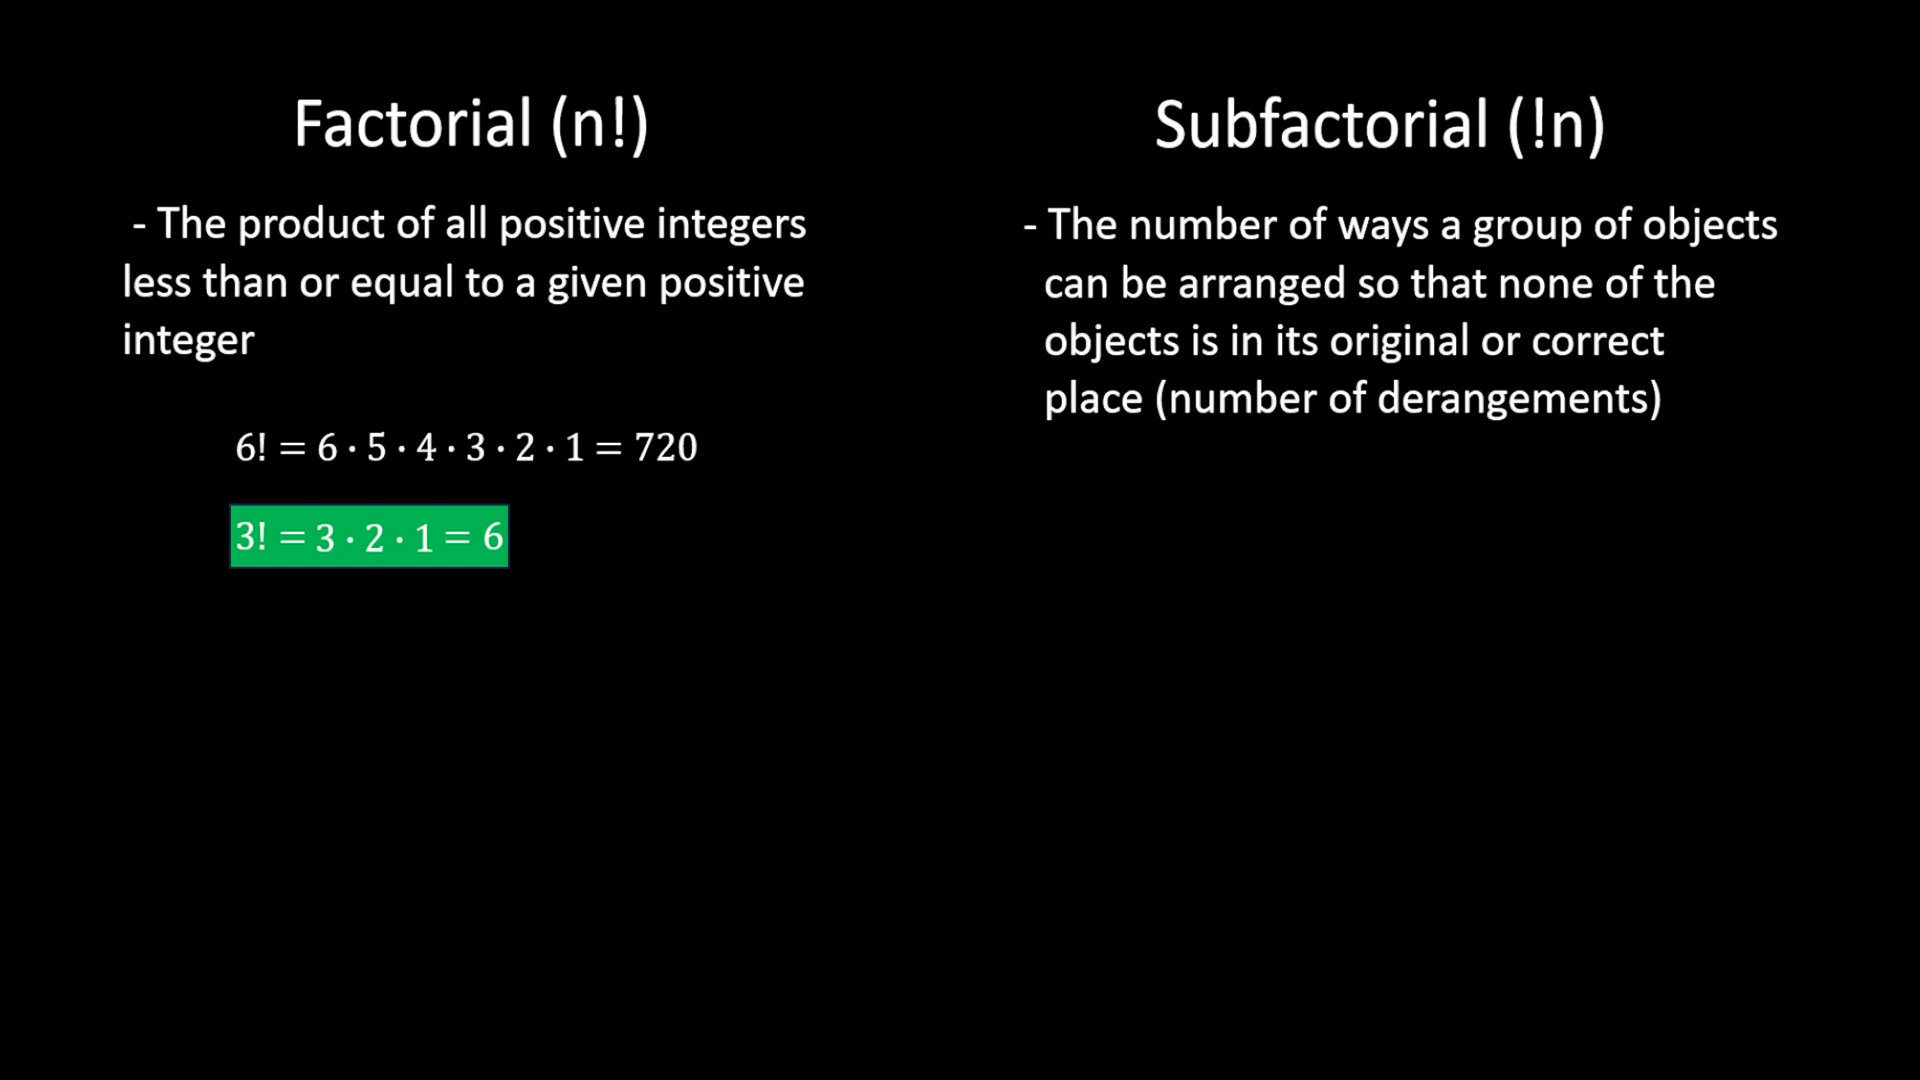 Factorial (n!)
- The product of all positive integers
less than or equal to a given positive
integer
6! = 6 · 5 · 4 · 3 · 2 · 1 = 720
3! = 3 · 2 · 1 = 6
Subfactorial (!n)
- The number of ways a group of objects
can be arranged so that none of the
objects is in its original or correct
place (number of derangements)